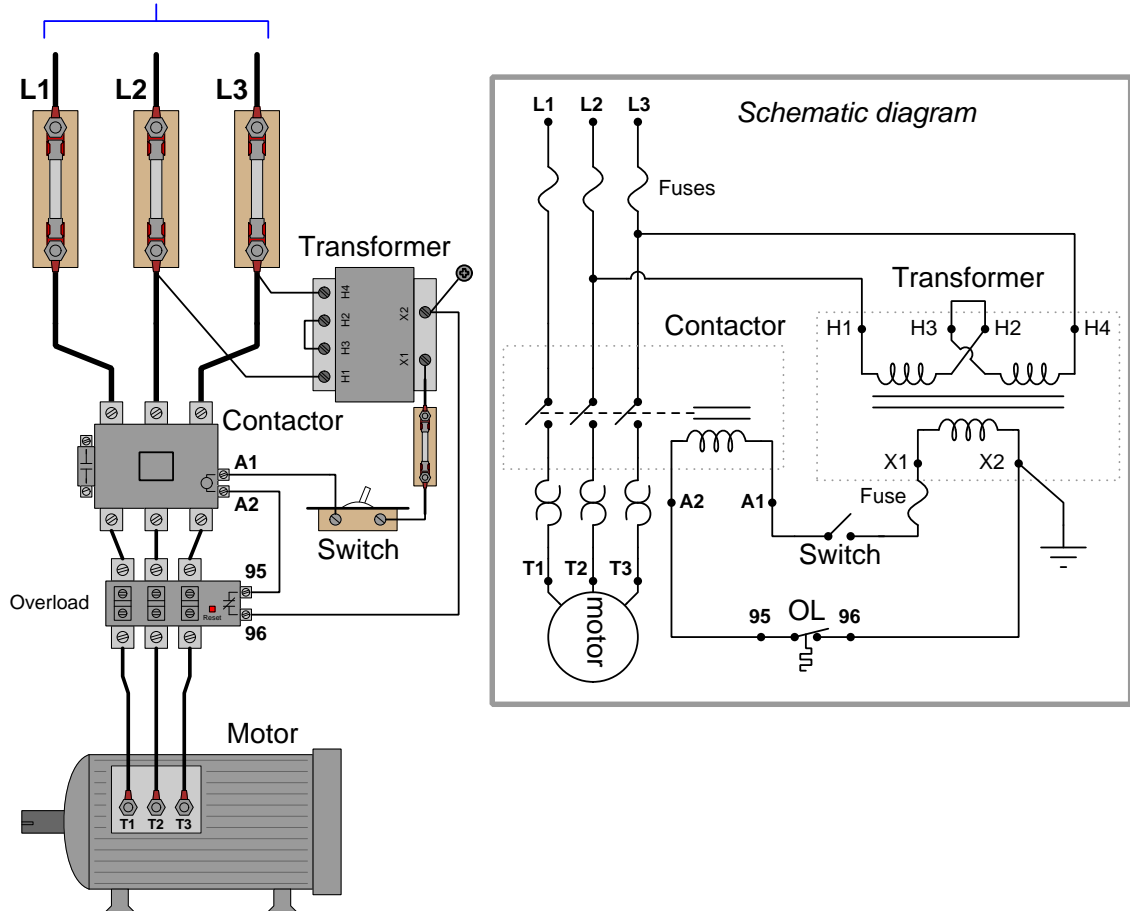 L1 L2 L3
Transformer
H4
H2
H3
H1
X2
X1
Contactor
A1
A2
Switch
95
Overload
Reset
96
Motor
T1 T2 T3
Schematic diagram
L1 L2 L3
Fuses
Transformer
Contactor
H1 H3 H2 H4
X1 X2
A2 A1
Fuse
Switch
T1 T2 T3
motor
95 OL 96